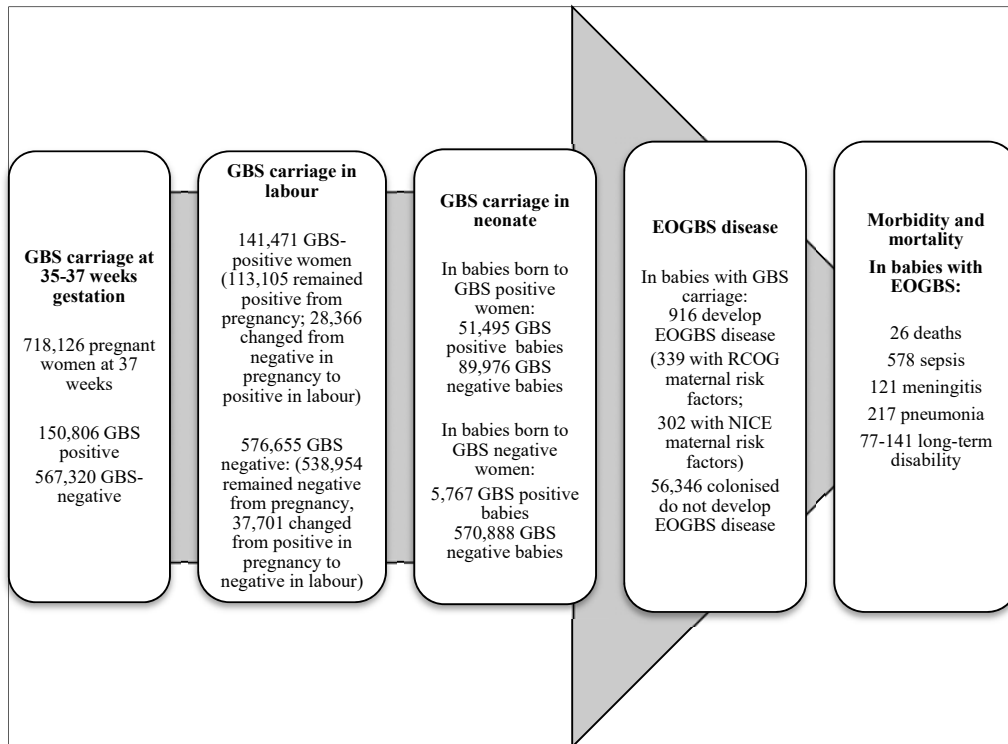 GBS carriage at
35-37 weeks
gestation
718,126 pregnant
women at 37
weeks
150,806 GBS
positive
567,320 GBS-
negative
GBS carriage in
labour
141,471 GBS-
positive women
(113,105 remained
positive from
pregnancy; 28,366
changed from
negative in
pregnancy to
positive in labour)
576,655 GBS
negative: (538,954
remained negative
from pregnancy,
37,701 changed
from positive in
pregnancy to
negative in labour)
GBS carriage in
neonate
In babies born to
GBS positive
women:
51,495 GBS
positive babies
89,976 GBS
negative babies
In babies born to
GBS negative
women:
5,767 GBS positive
babies
570,888 GBS
negative babies
EOGBS disease
In babies with GBS
carriage:
916 develop
EOGBS disease
(339 with RCOG
maternal risk
factors;
302 with NICE
maternal risk
factors)
56,346 colonised
do not develop
EOGBS disease
Morbidity and
mortality
In babies with
EOGBS:
26 deaths
578 sepsis
121 meningitis
217 pneumonia
77-141 long-term
disability